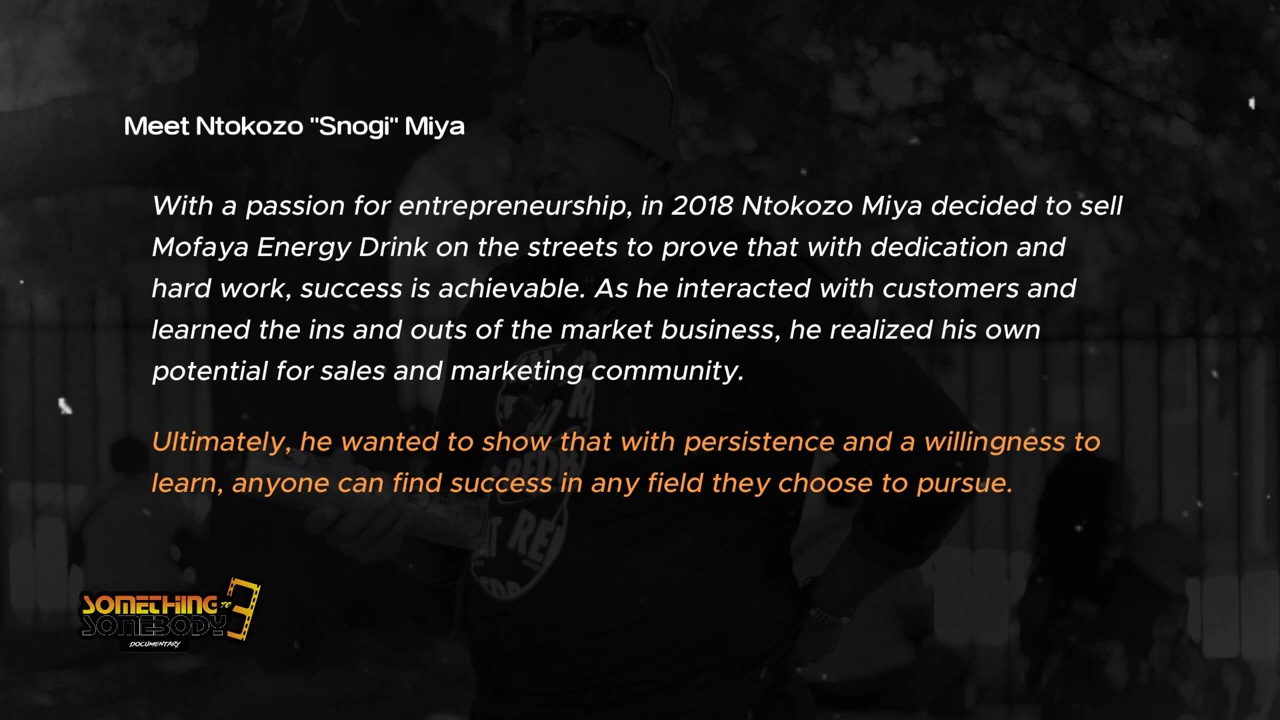 Meet Ntokozo "Snogi" Miya
With a passion for entrepreneurship, in 2018 Ntokozo Miya decided to sell
Mofaya Energy Drink on the streets to prove that with dedication and
hard work, success is achievable. As he interacted with customers and
learned the ins and outs of the market business, he realized his own
potential for sales and marketing community.
Ultimately, he wanted to show that with persistence and a willingness to
learn, anyone can find success in any field they choose to pursue.
SOMETHING TO
SOMEBODY 3
DOCUMENTARY